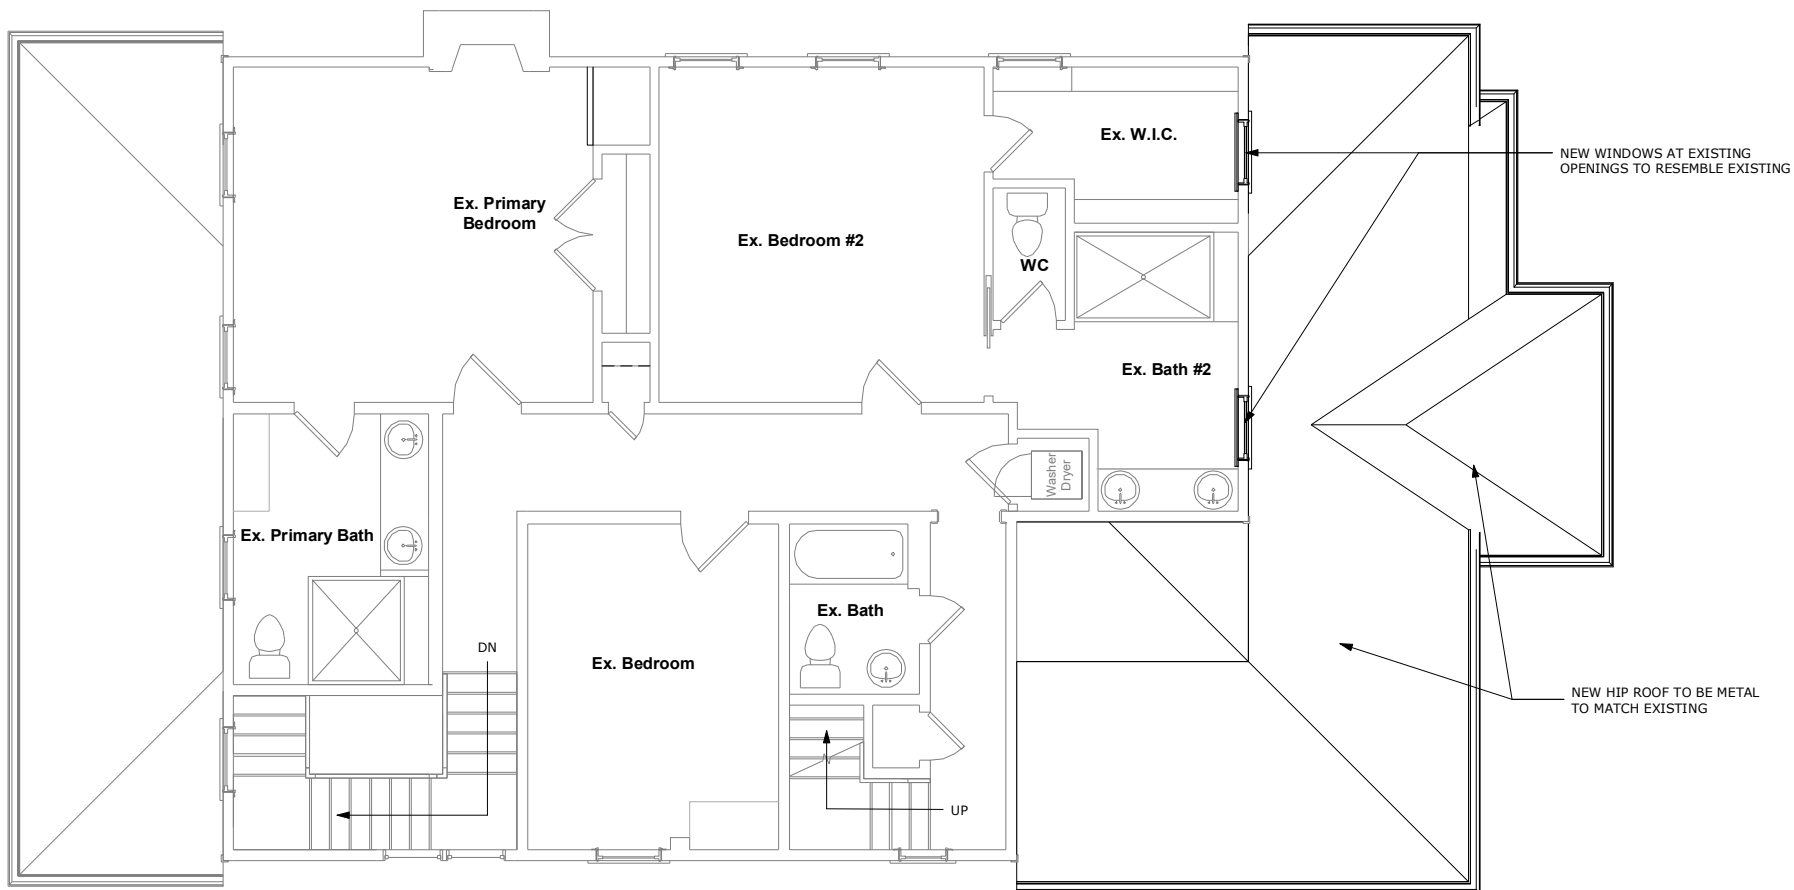 Ex. W.I.C.
NEW WINDOWS AT EXISTING
OPENINGS TO RESEMBLE EXISTING
Ex. Primary
Bedroom
Ex. Bedroom #2
WC
Ex. Bath #2
Washer
Dryer
Ex. Primary Bath
Ex. Bath
DN
Ex. Bedroom
NEW HIP ROOF TO BE METAL
TO MATCH EXISTING
UP